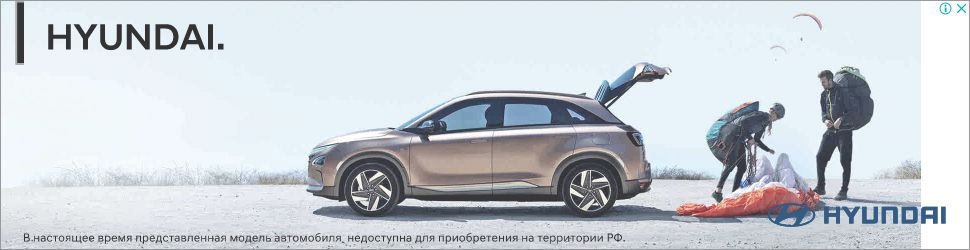 HYUNDAI.
HYUNDAI
В настоящее время представленная модель автомобиля, недоступна для приобретения на территории РФ.